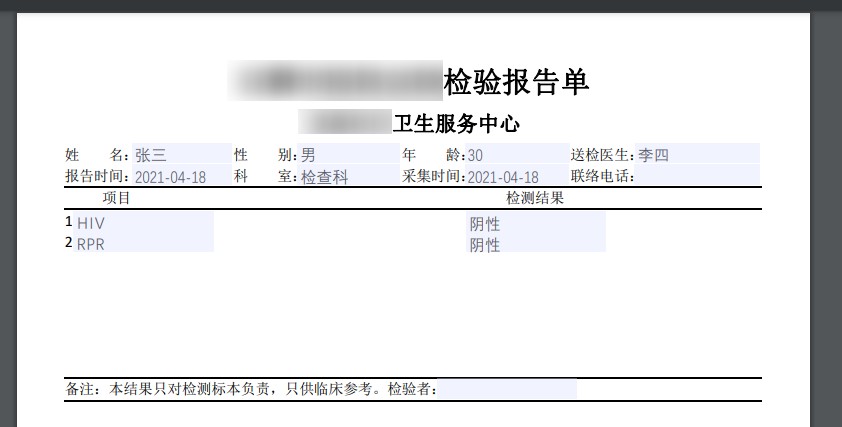 检验报告单
卫生服务中心
姓 名：张三 性 别：男 年 龄：30 送检医生：李四
报告时间：2021-04-18 科 室：检查科 采集时间：2021-04-18 联络电话：
项目 检测结果
1 HIV 阴性
2 RPR 阴性
备注：本结果只对检测标本负责，只供临床参考。检验者：